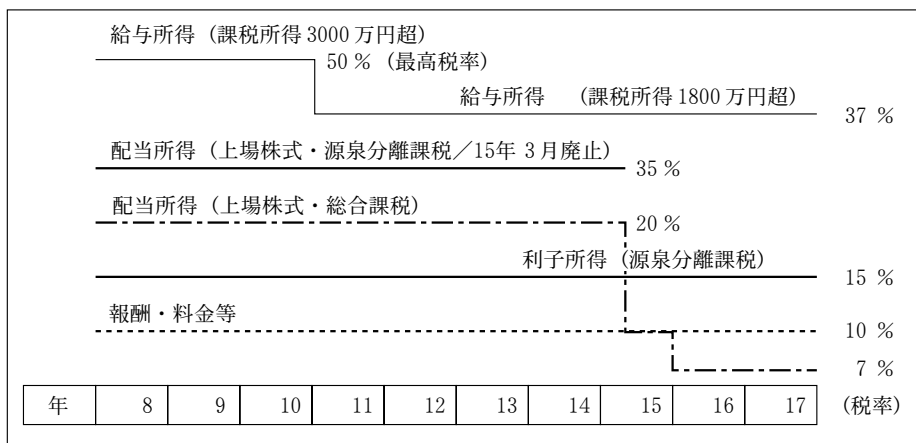 給与所得 (課税所得 3000 万円超)
50 % (最高税率)
給与所得 (課税所得 1800 万円超)
37 %
配当所得 (上場株式・源泉分離課税/15年 3 月廃止)
35 %
配当所得 (上場株式・総合課税)
20 %
利子所得 (源泉分離課税)
15 %
報酬・料金等
10 %
7 %
年 8 9 10 11 12 13 14 15 16 17 (税率)